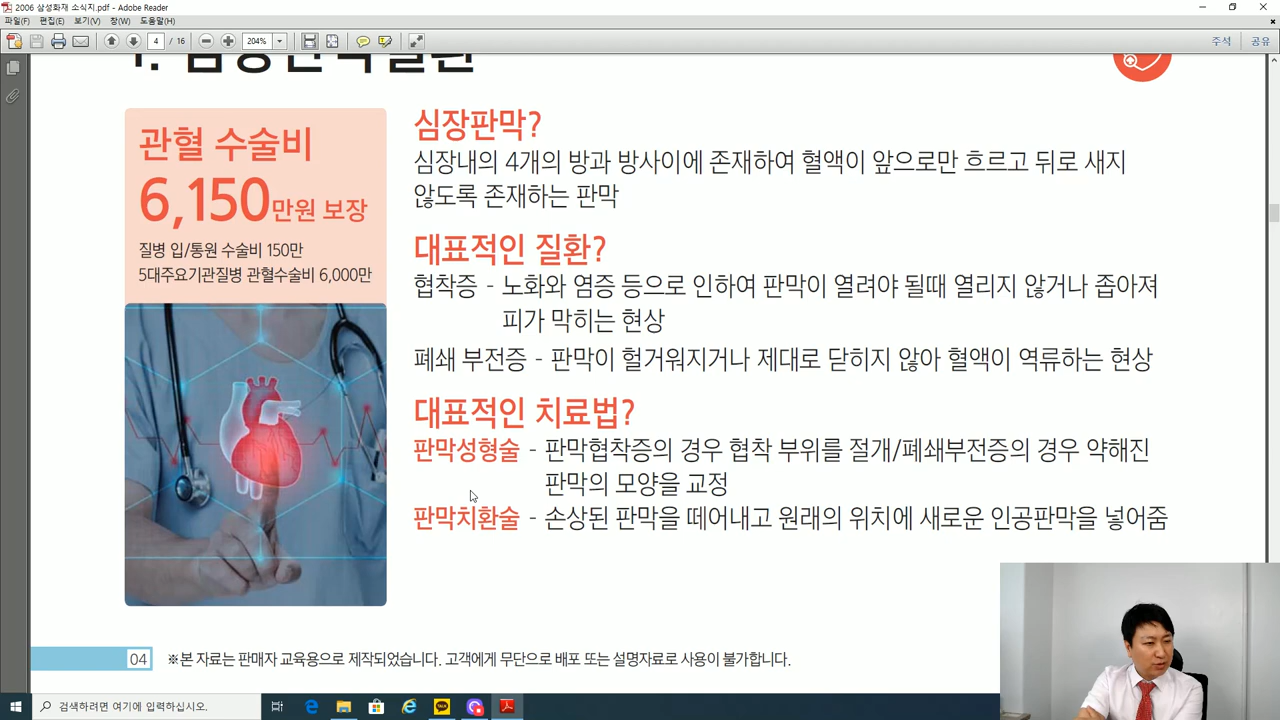 2006 삼성화재 소식지.pdf - Adobe Reader
파일(F) 편집(E) 보기(V) 창(W) 도움말(H)
4 / 16 204% 주석 공유
관혈 수술비
6,150만원 보장
질병 입/통원 수술비 150만
5대주요기관질병 관혈수술비 6,000만
심장판막?
심장내의 4개의 방과 방사이에 존재하여 혈액이 앞으로만 흐르고 뒤로 새지
않도록 존재하는 판막
대표적인 질환?
협착증 - 노화와 염증 등으로 인하여 판막이 열려야 될때 열리지 않거나 좁아져
피가 막히는 현상
폐쇄 부전증 - 판막이 헐거워지거나 제대로 닫히지 않아 혈액이 역류하는 현상
대표적인 치료법?
판막성형술 - 판막협착증의 경우 협착 부위를 절개/폐쇄부전증의 경우 약해진
판막의 모양을 교정
판막치환술 - 손상된 판막을 떼어내고 원래의 위치에 새로운 인공판막을 넣어줌
04 ※본 자료는 판매자 교육용으로 제작되었습니다. 고객에게 무단으로 배포 또는 설명자료로 사용이 불가합니다.
검색하려면 여기에 입력하십시오.
TALK